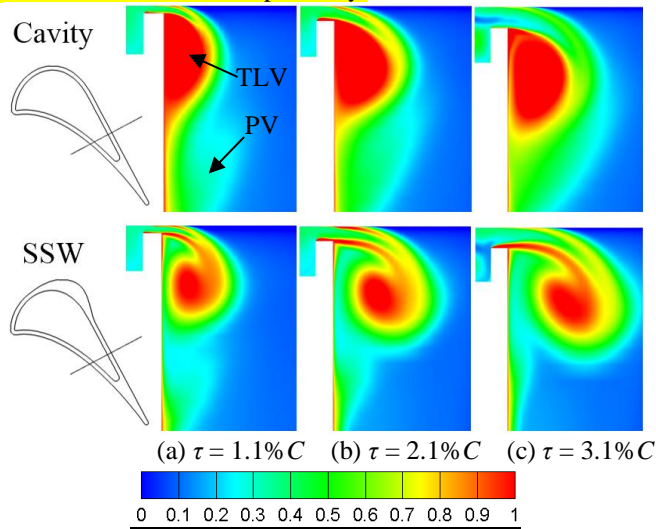 Cavity
TLV
PV
SSW
(a) τ = 1.1%C (b) τ = 2.1%C (c) τ = 3.1%C
0 0.1 0.2 0.3 0.4 0.5 0.6 0.7 0.8 0.9 1